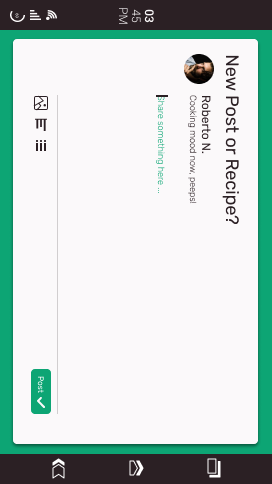 03
45
PM
New Post or Recipe?
Roberto N.
Cooking mood now, peeps!
Share something here...
Post